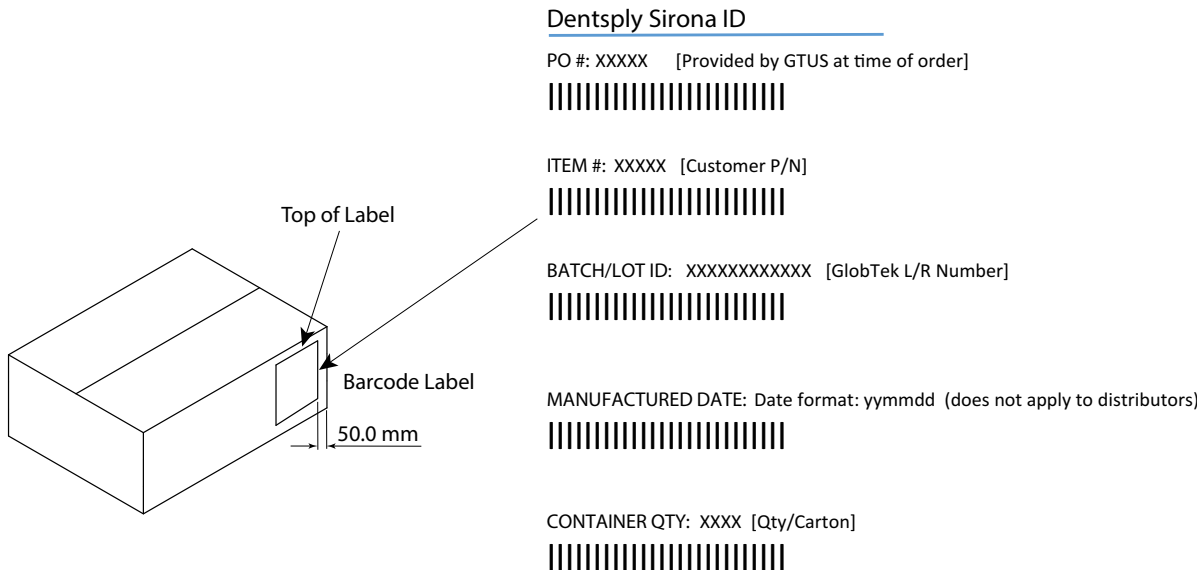 Dentsply Sirona ID
PO #: XXXXX [Provided by GTUS at time of order]
ITEM #: XXXXX [Customer P/N]
Top of Label
BATCH/LOT ID: XXXXXXXXXXXX [GlobTek L/R Number]
Barcode Label
MANUFACTURED DATE: Date format: yymmdd (does not apply to distributors)
50.0 mm
CONTAINER QTY: XXXX [Qty/Carton]